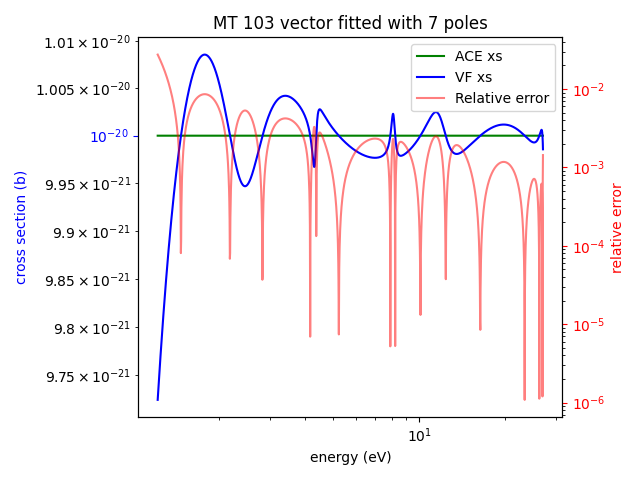 MT 103 vector fitted with 7 poles
1.01 × 10⁻²⁰
1.005 × 10⁻²⁰
10⁻²⁰
9.95 × 10⁻²¹
9.9 × 10⁻²¹
9.85 × 10⁻²¹
9.8 × 10⁻²¹
9.75 × 10⁻²¹
cross section (b)
ACE xs
VF xs
Relative error
10⁻²
10⁻³
10⁻⁴
10⁻⁵
10⁻⁶
relative error
10¹
energy (eV)